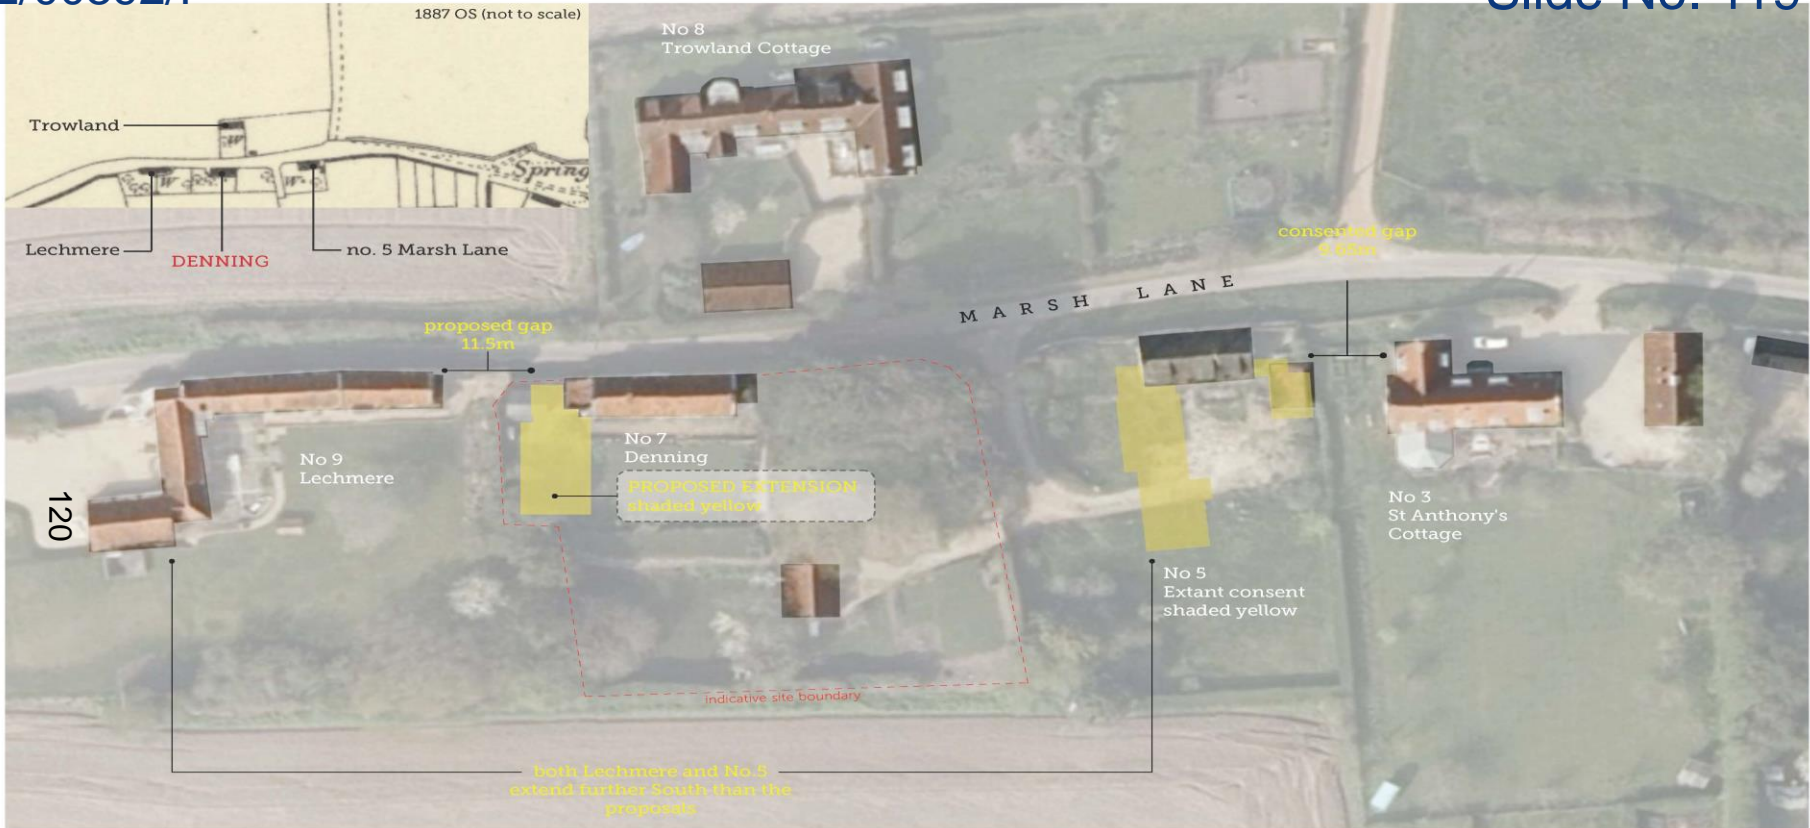 1887 OS (not to scale)
Trowland
Spring
Lechmere
DENNING
no. 5 Marsh Lane
No 8
Trowland Cottage
consented gap
MARSH LANE
proposed gap
11.5m
No 9
Lechmere
No 7
Denning
PROPOSED EXTENSION
shaded yellow
No 3
St Anthony's
Cottage
No 5
Extant consent
shaded yellow
120
indicative site boundary
both Lechmere and No.5
extend further South than the
proposals